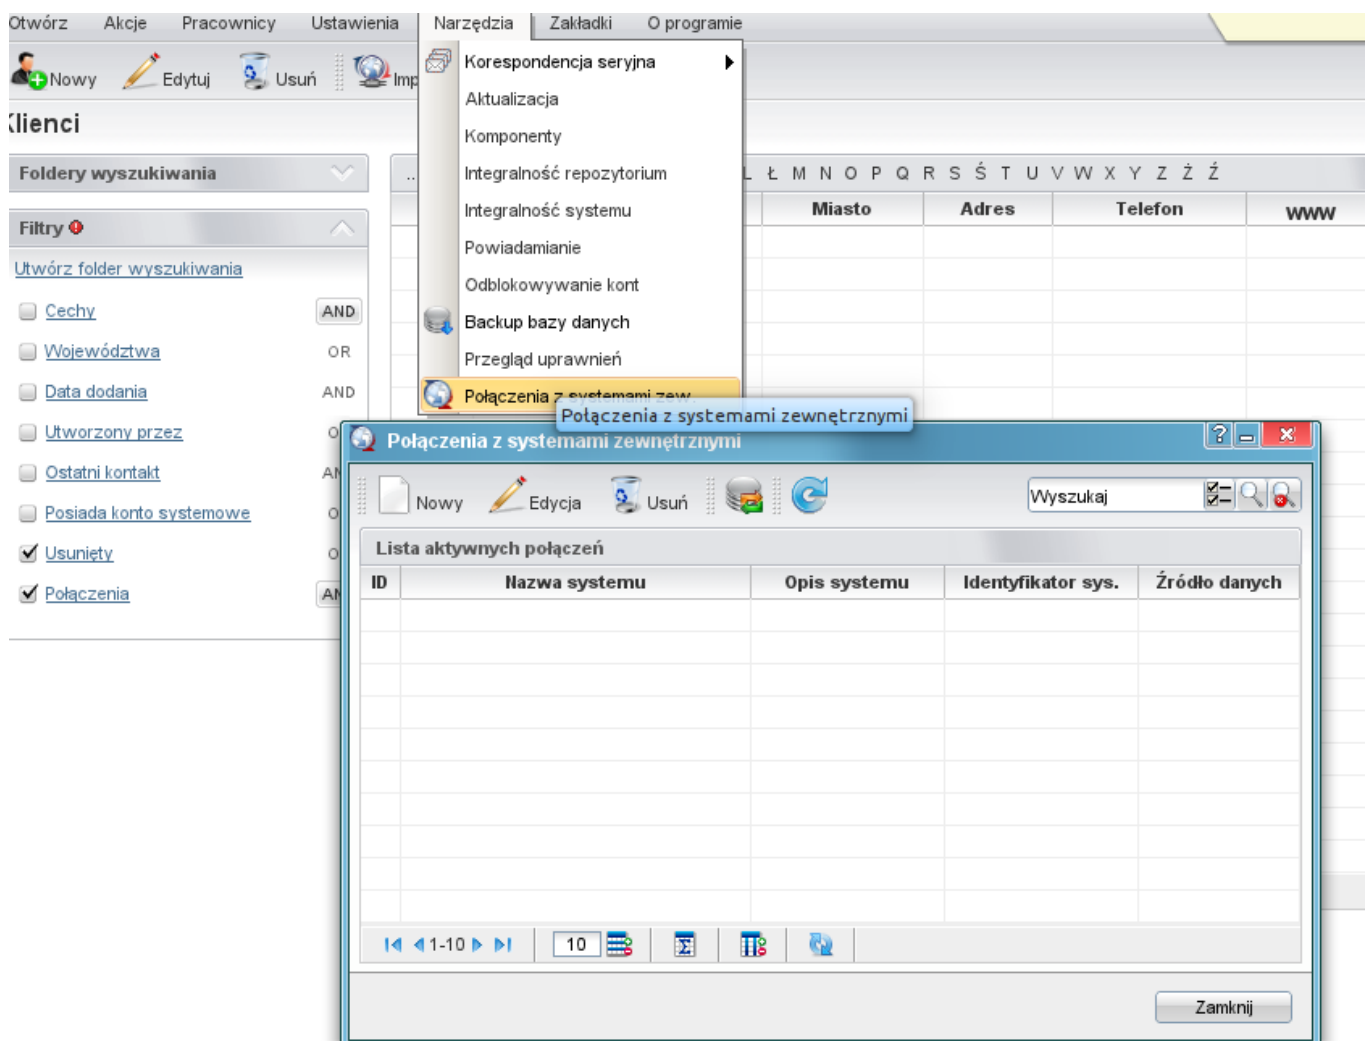 Otwórz Akcje Pracownicy Ustawienia Narzędzia Zakładki O programie
Nowy Edytuj Usuń Imp
Klienci
Korespondencja seryjna
Aktualizacja
Komponenty
Integralność repozytorium
Integralność systemu
Powiadamianie
Odblokowywanie kont
Backup bazy danych
Przegląd uprawnień
Połączenia z systemami zew.
Połączenia z systemami zewnętrznymi
Foldery wyszukiwania
.. L Ł M N O P Q R S Ś T U V W X Y Z Ż Ź
Miasto Adres Telefon www
Filtry
Utwórz folder wyszukiwania
Cechy AND
Województwa OR
Data dodania AND
Utworzony przez O
Ostatni kontakt AN
Posiada konto systemowe O
Usunięty O
Połączenia AN
Połączenia z systemami zewnętrznymi
Nowy Edycja Usuń Wyszukaj
Lista aktywnych połączeń
ID Nazwa systemu Opis systemu Identyfikator sys. Źródło danych
1-10 10
Zamknij